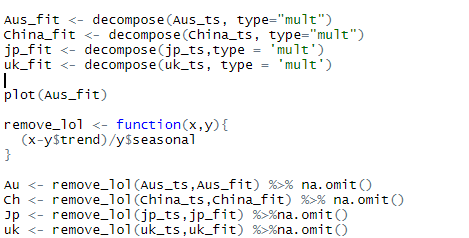 Aus_fit <- decompose(Aus_ts, type="mult")
China_fit <- decompose(China_ts, type="mult")
jp_fit <- decompose(jp_ts,type = 'mult')
uk_fit <- decompose(uk_ts, type = 'mult')
plot(Aus_fit)
remove_lol <- function(x,y){
  (x-y$trend)/y$seasonal
}
Au <- remove_lol(Aus_ts,Aus_fit) %>% na.omit()
Ch <- remove_lol(China_ts,China_fit) %>% na.omit()
Jp <- remove_lol(jp_ts,jp_fit) %>%na.omit()
uk <- remove_lol(uk_ts,uk_fit) %>%na.omit()